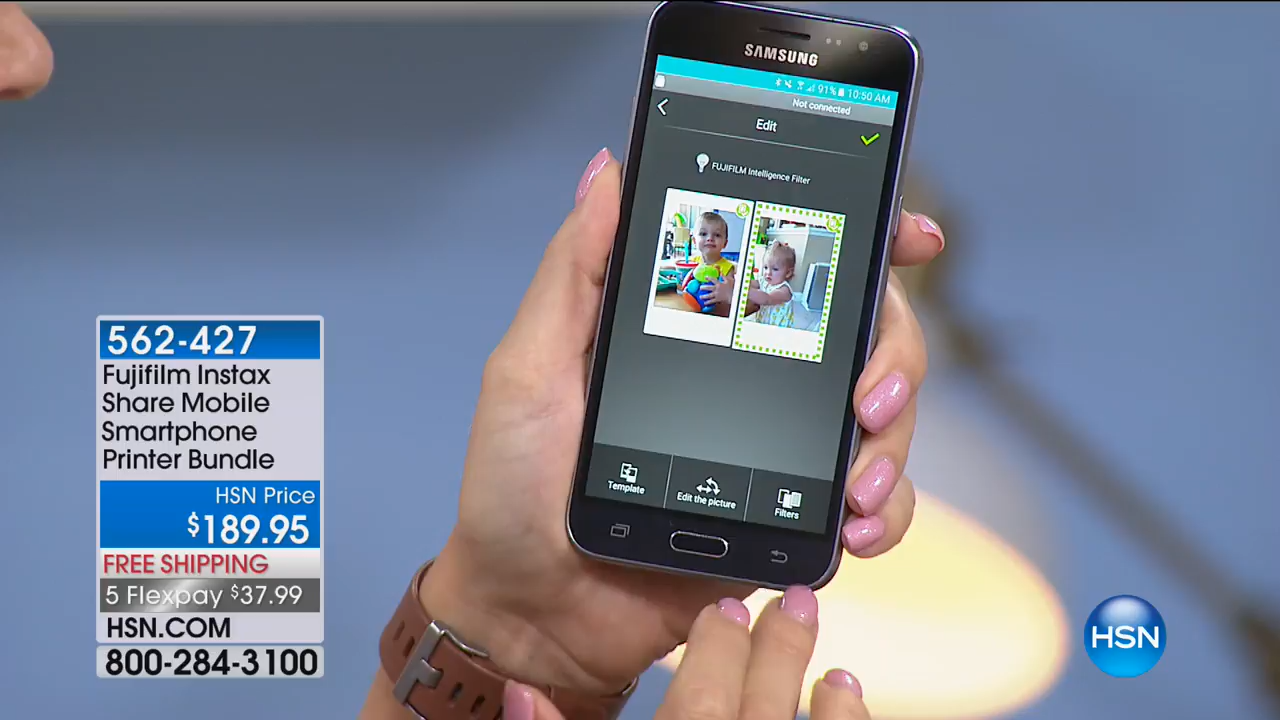 SAMSUNG
91% 10:50 AM
Not connected
Edit
FUJIFILM Intelligence Filter
Template
Edit the picture
Filters
562-427
Fujifilm Instax
Share Mobile
Smartphone
Printer Bundle
HSN Price
$189.95
FREE SHIPPING
5 Flexpay $37.99
HSN.COM
800-284-3100
HSN